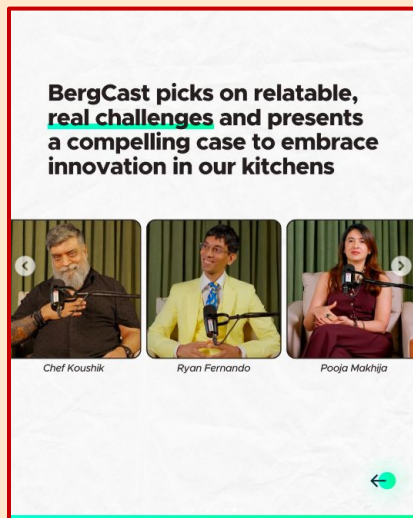 BergCast picks on relatable,
real challenges and presents
a compelling case to embrace
innovation in our kitchens
Chef Koushik
Ryan Fernando
Pooja Makhija